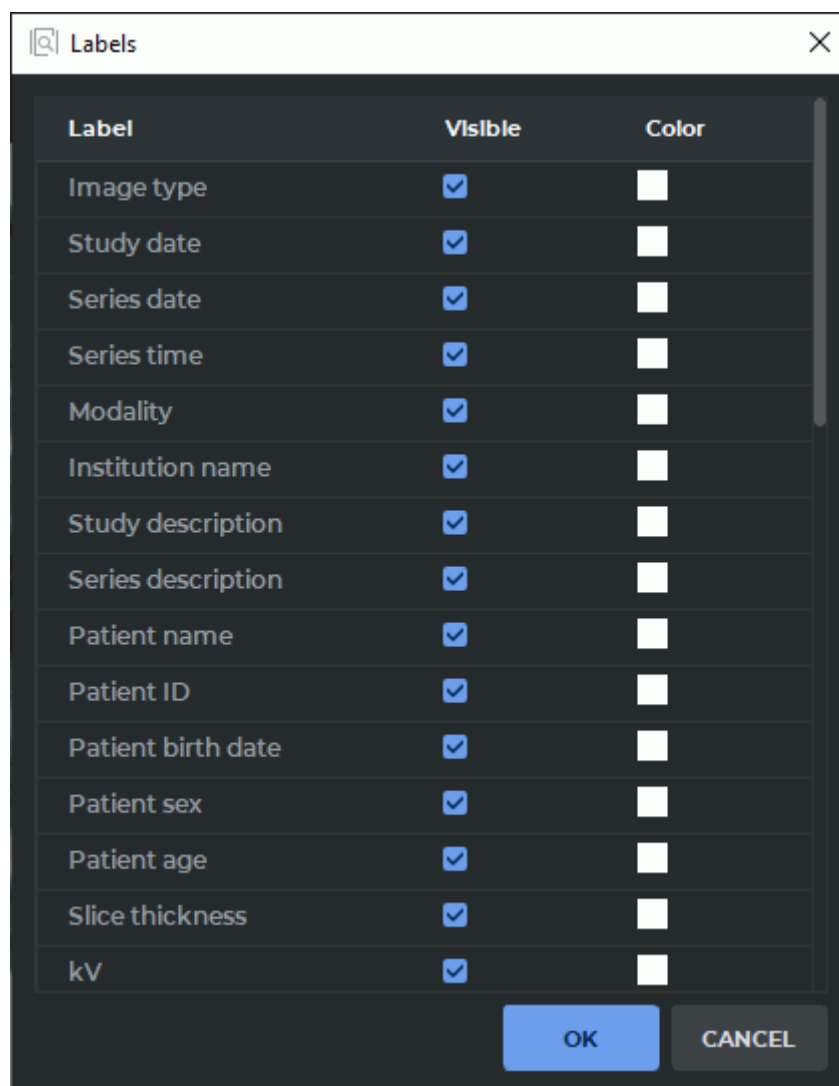 Labels
Label Visible Color
Image type
Study date
Series date
Series time
Modality
Institution name
Study description
Series description
Patient name
Patient ID
Patient birth date
Patient sex
Patient age
Slice thickness
kV
OK CANCEL